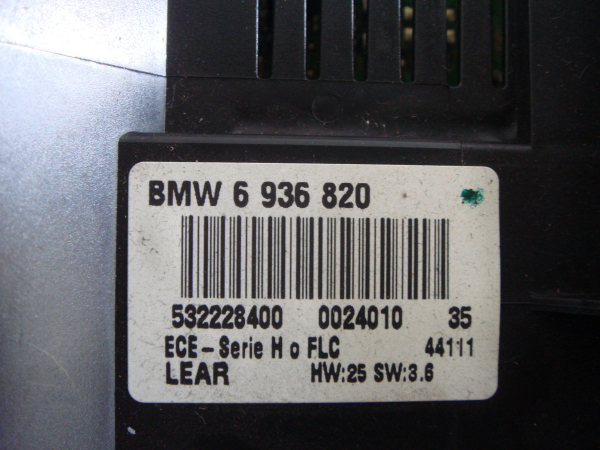 BMW 6 936 820
532228400 0024010 35
ECE-Serie H o FLC 44111
LEAR HW:25 SW:3.6